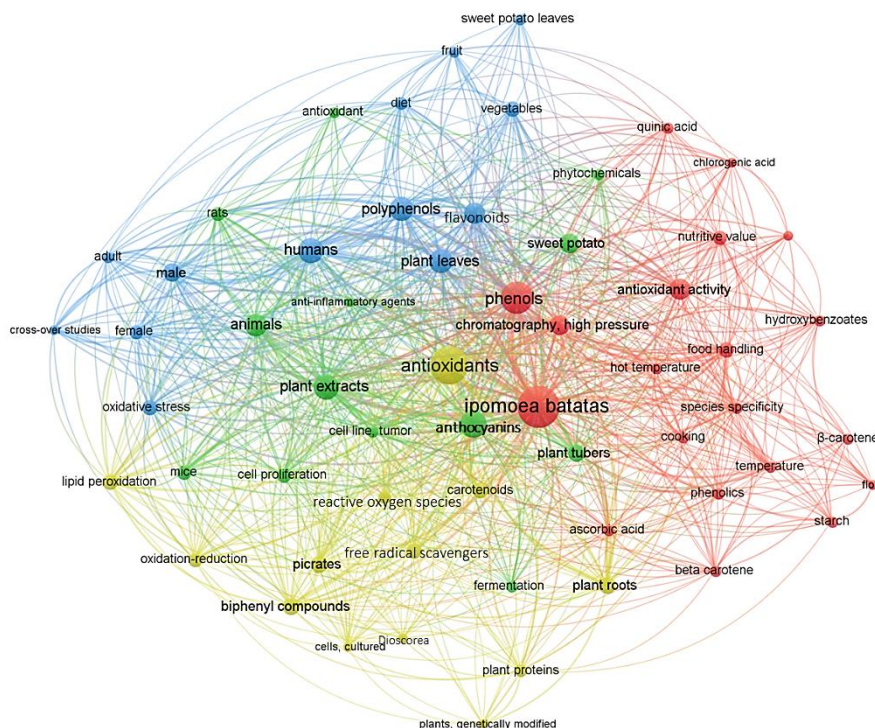 sweet potato leaves
fruit
diet
vegetables
antioxidant
quinic acid
chlorogenic acid
phytochemicals
rats
polyphenols
flavonoids
sweet potato
nutritive value
humans
plant leaves
adult
male
antioxidant activity
anti-inflammatory agents
phenols
cross-over studies
female
animals
chromatography, high pressure
hydroxybenzoates
food handling
hot temperature
antioxidants
plant extracts
oxidative stress
ipomoea batatas
species specificity
cell line, tumor
anthocyanins
cooking
β-carotene
plant tubers
temperature
lipid peroxidation
mice
cell proliferation
reactive oxygen species
carotenoids
phenolics
flo
starch
ascorbic acid
oxidation-reduction
free radical scavengers
picrates
beta carotene
fermentation
plant roots
biphenyl compounds
cells, cultured
Dioscorea
plant proteins
plants, genetically modified